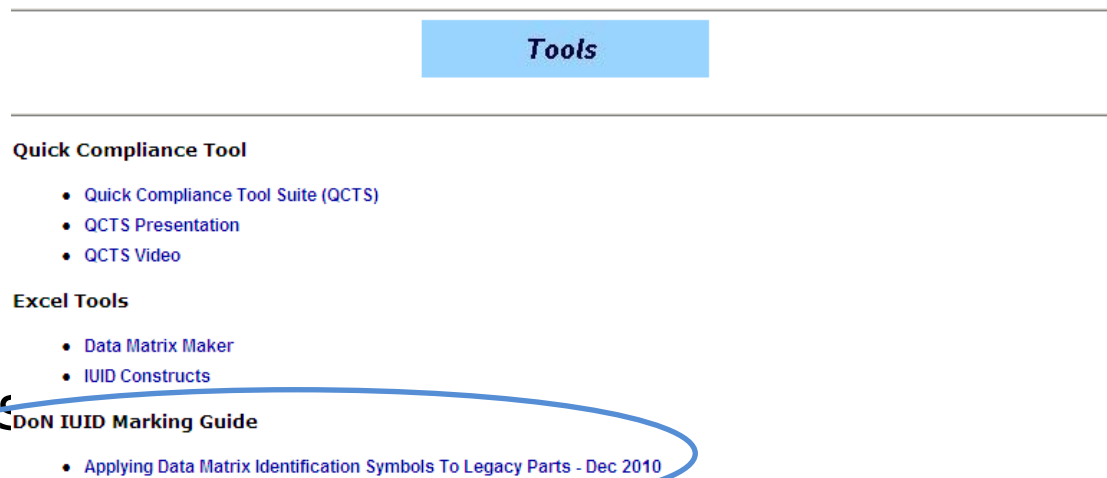 Tools
Quick Compliance Tool
• Quick Compliance Tool Suite (QCTS)
• QCTS Presentation
• QCTS Video
Excel Tools
• Data Matrix Maker
• IUID Constructs
DoN IUID Marking Guide
• Applying Data Matrix Identification Symbols To Legacy Parts - Dec 2010